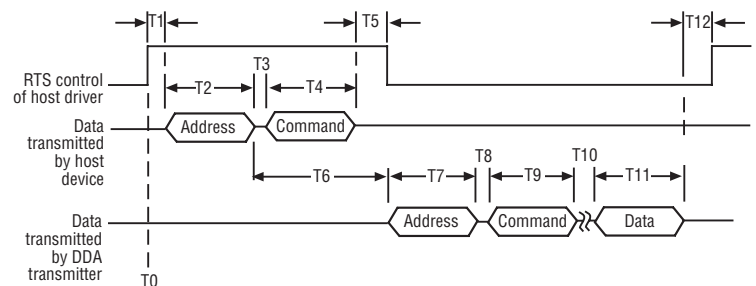 T1
T5
T12
RTS control
of host driver
T3
T2
T4
Data
transmitted
by host
device
Address
Command
T6
T7
T8
T9
T10
T11
Data
transmitted
by DDA
transmitter
Address
Command
Data
T0